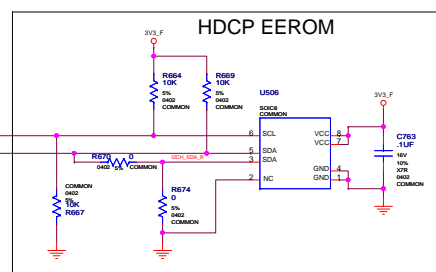 HDCP EEROM
3V3_F
R664
10K
5%
0402
COMMON
R669
10K
5%
0402
COMMON
U506
SOIC8
COMMON
6 SCL
5 SDA
3 SDA
2 NC
VCC 8
VCC 7
GND 4
GND 1
3V3_F
C763
.1UF
16V
10%
X7R
0402
COMMON
R670 0
0402 5% COMMON
I2CH_SDA_R
R674
0
5%
0402
COMMON
COMMON
0402
5%
10K
R667